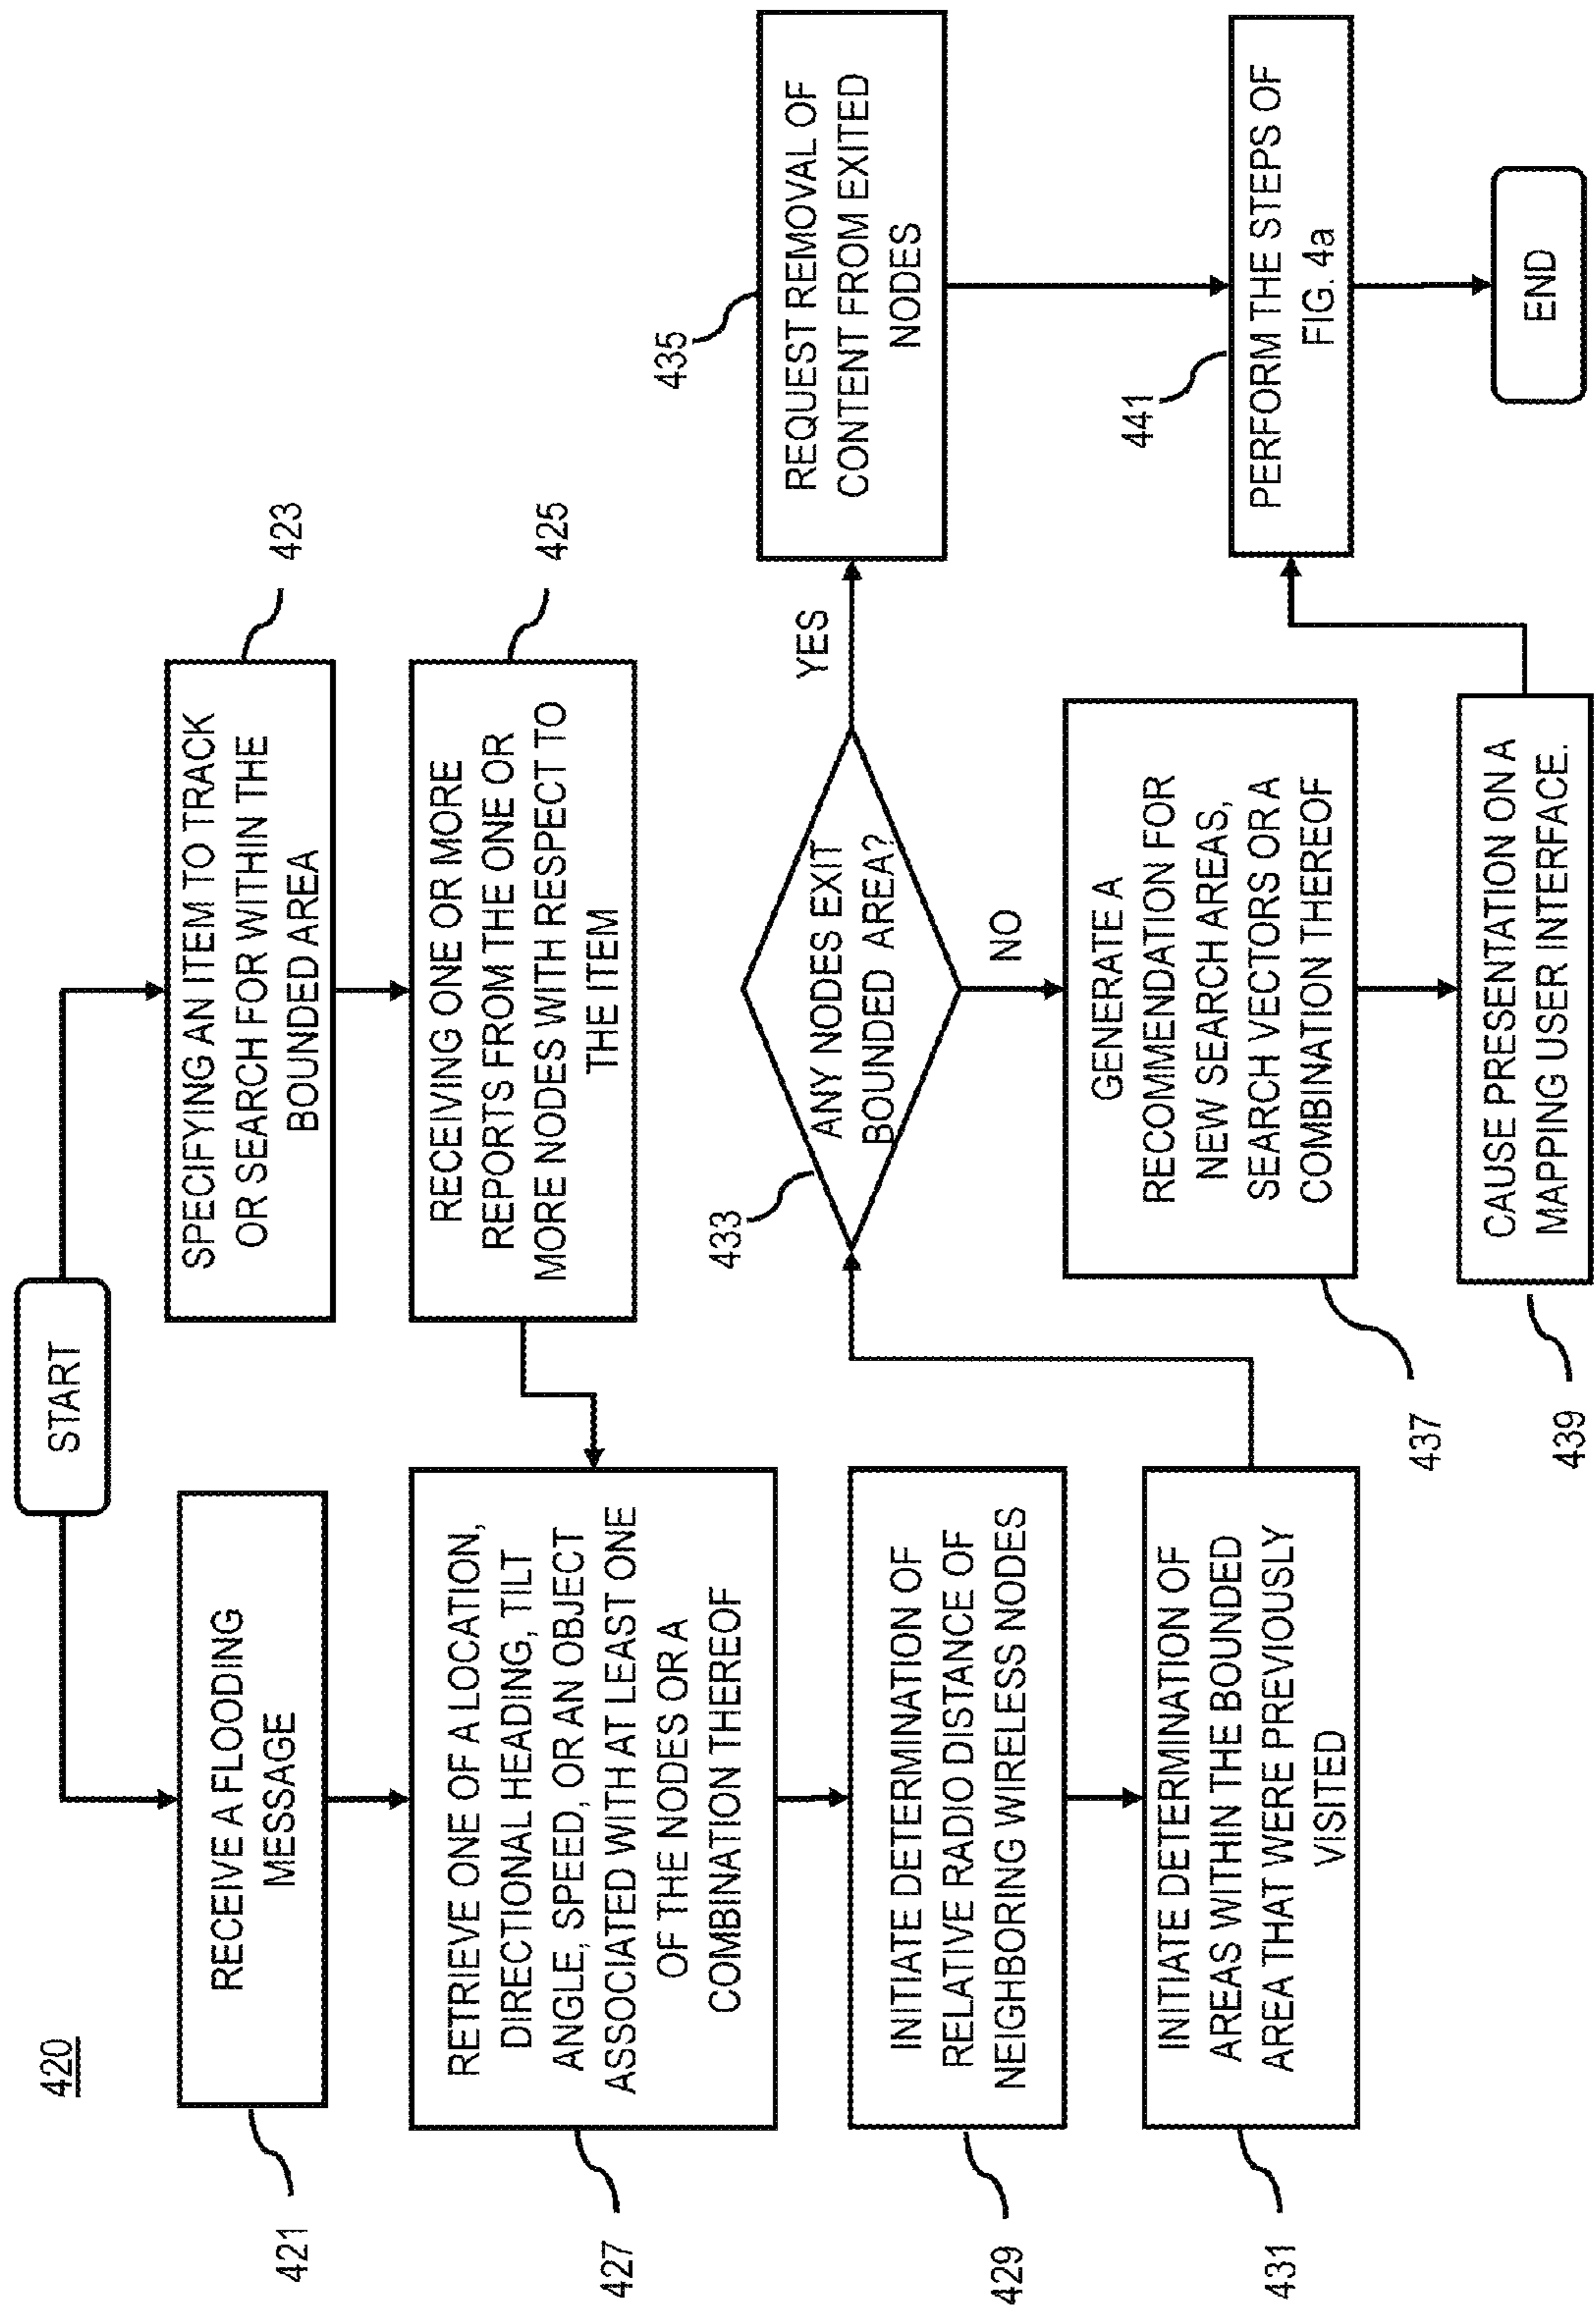 420
START
421
RECEIVE A FLOODING
MESSAGE
423
SPECIFYING AN ITEM TO TRACK
OR SEARCH FOR WITHIN THE
BOUNDED AREA
425
RECEIVING ONE OR MORE
REPORTS FROM THE ONE OR
MORE NODES WITH RESPECT TO
THE ITEM
427
RETRIEVE ONE OF A LOCATION,
DIRECTIONAL HEADING, TILT
ANGLE, SPEED, OR AN OBJECT
ASSOCIATED WITH AT LEAST ONE
OF THE NODES OR A
COMBINATION THEREOF
429
INITIATE DETERMINATION OF
RELATIVE RADIO DISTANCE OF
NEIGHBORING WIRELESS NODES
431
INITIATE DETERMINATION OF
AREAS WITHIN THE BOUNDED
AREA THAT WERE PREVIOUSLY
VISITED
433
ANY NODES EXIT
BOUNDED AREA?
YES
NO
435
REQUEST REMOVAL OF
CONTENT FROM EXITED
NODES
437
GENERATE A
RECOMMENDATION FOR
NEW SEARCH AREAS,
SEARCH VECTORS OR A
COMBINATION THEREOF
439
CAUSE PRESENTATION ON A
MAPPING USER INTERFACE.
441
PERFORM THE STEPS OF
FIG. 4a
END